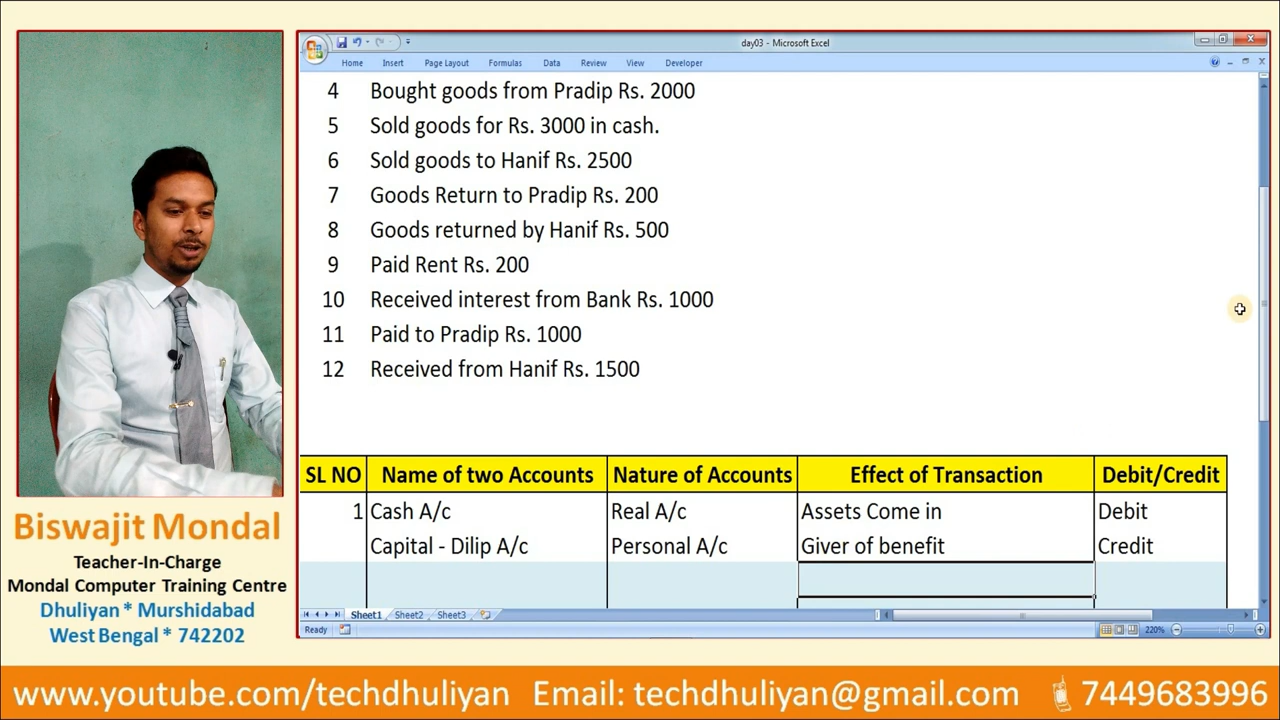 day03 - Microsoft Excel
Home Insert Page Layout Formulas Data Review View Developer
4 Bought goods from Pradip Rs. 2000
5 Sold goods for Rs. 3000 in cash.
6 Sold goods to Hanif Rs. 2500
7 Goods Return to Pradip Rs. 200
8 Goods returned by Hanif Rs. 500
9 Paid Rent Rs. 200
10 Received interest from Bank Rs. 1000
11 Paid to Pradip Rs. 1000
12 Received from Hanif Rs. 1500
SL NO Name of two Accounts Nature of Accounts Effect of Transaction Debit/Credit
1 Cash A/c Real A/c Assets Come in Debit
Capital - Dilip A/c Personal A/c Giver of benefit Credit
Sheet1 Sheet2 Sheet3
Ready 220%
Biswajit Mondal
Teacher-In-Charge
Mondal Computer Training Centre
Dhuliyan * Murshidabad
West Bengal * 742202
www.youtube.com/techdhuliyan Email: techdhuliyan@gmail.com 7449683996